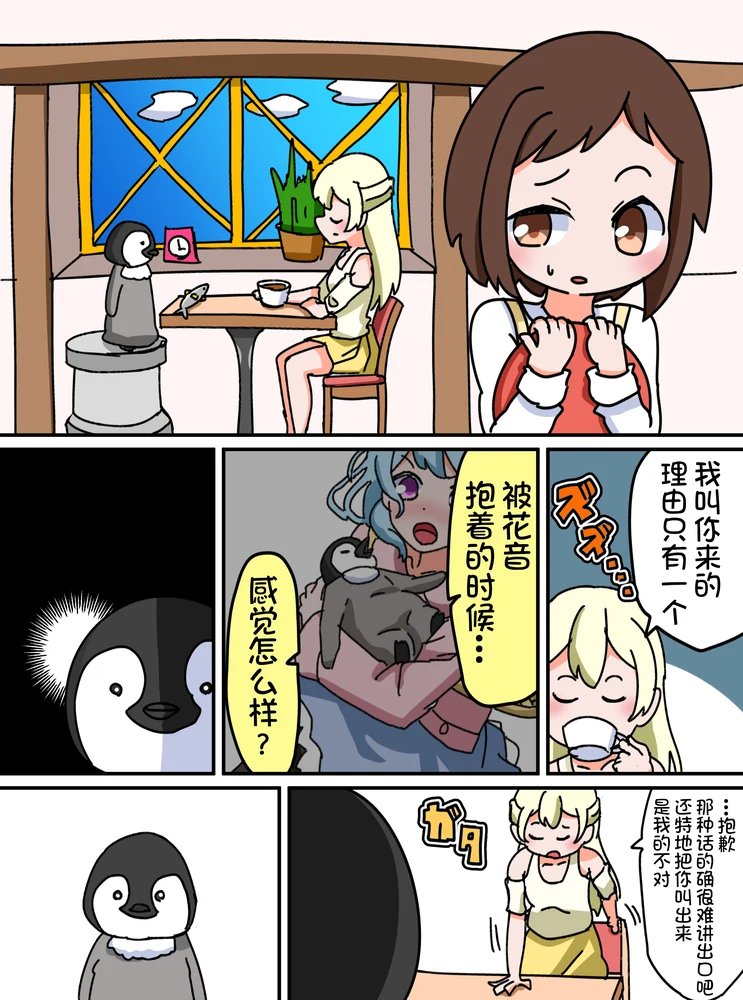 我叫你来的
理由只有一个
ズズ…
被花音
抱着的时候…
感觉怎么样？
…抱歉
那种话的确很难讲出口吧
还特地把你叫出来
是我的不对
ガタ